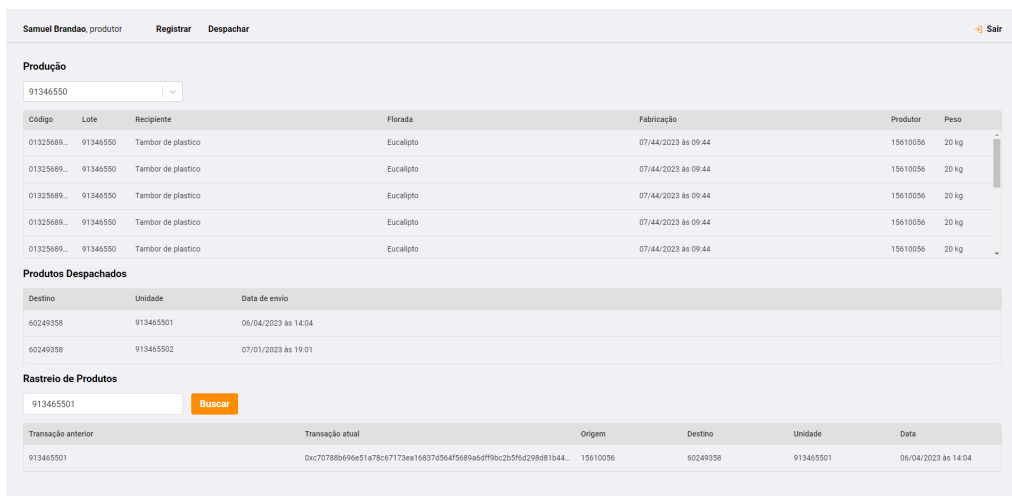 Samuel Brandao, produtor Registrar Despachar Sair
Produção
91346550
Código Lote Recipiente Florada Fabricação Produtor Peso
01325689... 91346550 Tambor de plastico Eucalipto 07/44/2023 às 09:44 15610056 20 kg
01325689... 91346550 Tambor de plastico Eucalipto 07/44/2023 às 09:44 15610056 20 kg
01325689... 91346550 Tambor de plastico Eucalipto 07/44/2023 às 09:44 15610056 20 kg
01325689... 91346550 Tambor de plastico Eucalipto 07/44/2023 às 09:44 15610056 20 kg
01325689... 91346550 Tambor de plastico Eucalipto 07/44/2023 às 09:44 15610056 20 kg
Produtos Despachados
Destino Unidade Data de envio
60249358 913465501 06/04/2023 às 14:04
60249358 913465502 07/01/2023 às 19:01
Rastreio de Produtos
913465501 Buscar
Transação anterior Transação atual Origem Destino Unidade Data
913465501 0xc70788b696e51a78c67173ea16837d564f5689a6dff9bc2b5f6d298d81b44... 15610056 60249358 913465501 06/04/2023 às 14:04